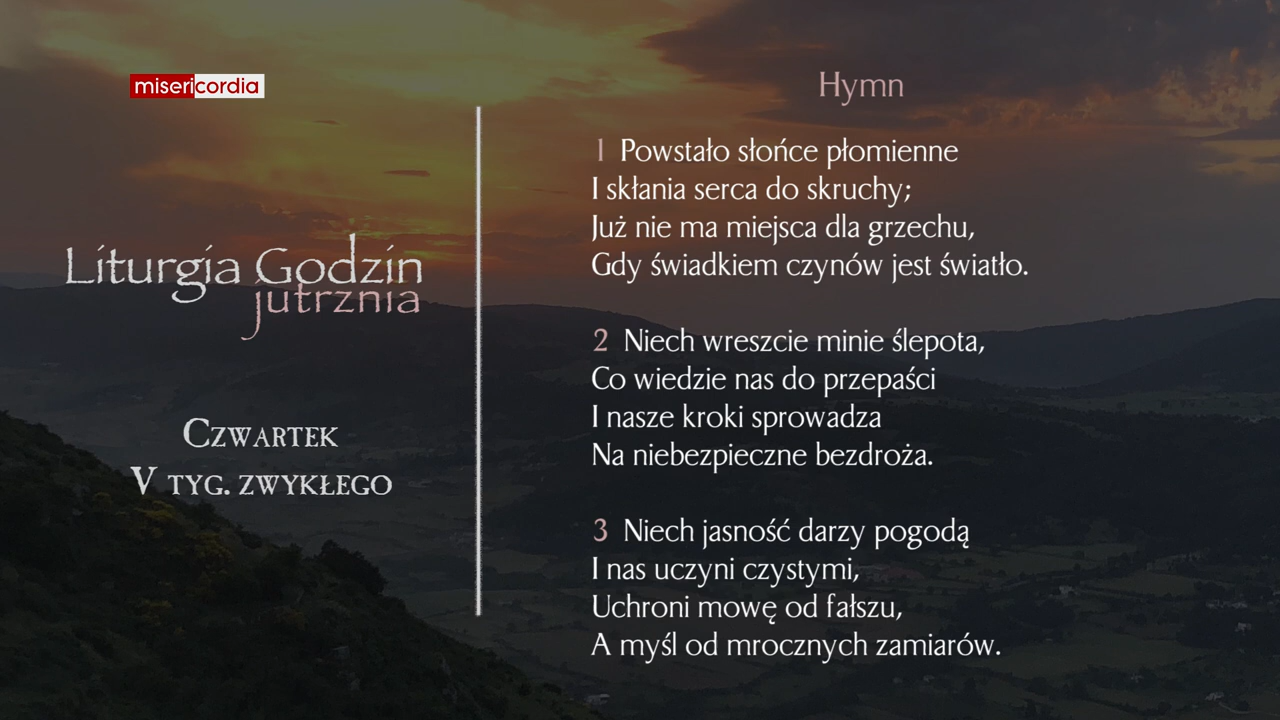 misericordia
Liturgia Godzin
jutrznia
Czwartek
V tyg. zwykłego
Hymn
1 Powstało słońce płomienne
I skłania serca do skruchy;
Już nie ma miejsca dla grzechu,
Gdy świadkiem czynów jest światło.
2 Niech wreszcie minie ślepota,
Co wiedzie nas do przepaści
I nasze kroki sprowadza
Na niebezpieczne bezdroża.
3 Niech jasność darzy pogodą
I nas uczyni czystymi,
Uchroni mowę od fałszu,
A myśl od mrocznych zamiarów.